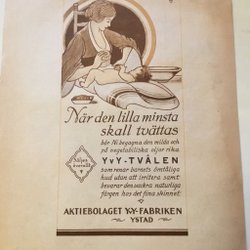 När den lilla minsta
skall tvättas
bör Ni begagna den milda och
på vegetabiliska oljor rika
YvY-TVÅLEN
som renar barnets ömtåliga
hud utan att irritera samt
bevarar den vackra naturliga
färgen hos det fina skinnet.
Säljes
överallt
AKTIEBOLAGET YvY-FABRIKEN
YSTAD